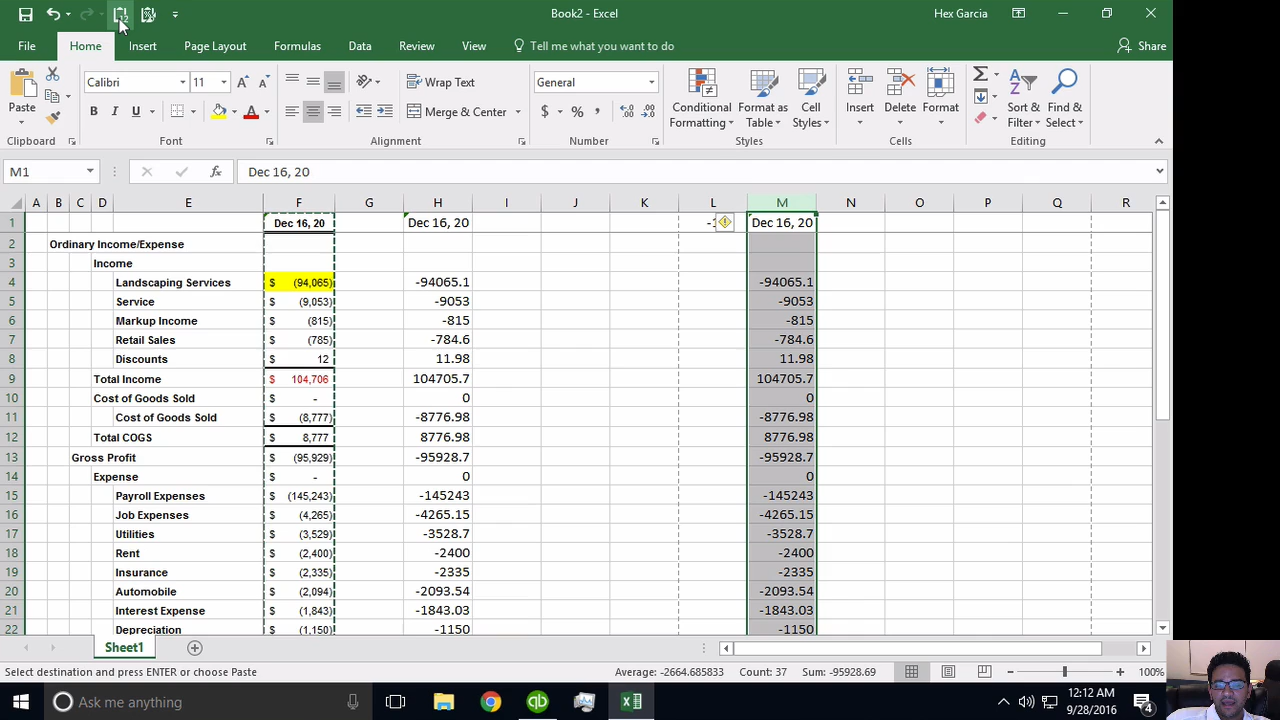 Book2 - Excel
Hex Garcia
File Home Insert Page Layout Formulas Data Review View Tell me what you want to do Share
Paste
Calibri 11
B I U
Wrap Text
Merge & Center
General
$ % ,
Conditional Formatting
Format as Table
Cell Styles
Insert Delete Format
Sort & Filter
Find & Select
Clipboard Font Alignment Number Styles Cells Editing
M1 fx Dec 16, 20
A B C D E F G H I J K L M N O P Q R
1 Dec 16, 20 Dec 16, 20 Dec 16, 20
2 Ordinary Income/Expense
3 Income
4 Landscaping Services $ (94,065) -94065.1 -94065.1
5 Service $ (9,053) -9053 -9053
6 Markup Income $ (815) -815 -815
7 Retail Sales $ (785) -784.6 -784.6
8 Discounts $ 12 11.98 11.98
9 Total Income $ 104,706 104705.7 104705.7
10 Cost of Goods Sold $ - 0 0
11 Cost of Goods Sold $ (8,777) -8776.98 -8776.98
12 Total COGS $ 8,777 8776.98 8776.98
13 Gross Profit $ (95,929) -95928.7 -95928.7
14 Expense $ - 0 0
15 Payroll Expenses $ (145,243) -145243 -145243
16 Job Expenses $ (4,265) -4265.15 -4265.15
17 Utilities $ (3,529) -3528.7 -3528.7
18 Rent $ (2,400) -2400 -2400
19 Insurance $ (2,335) -2335 -2335
20 Automobile $ (2,094) -2093.54 -2093.54
21 Interest Expense $ (1,843) -1843.03 -1843.03
22 Depreciation $ (1,150) -1150 -1150
Sheet1
Select destination and press ENTER or choose Paste Average: -2664.685833 Count: 37 Sum: -95928.69 100%
Ask me anything
12:12 AM
9/28/2016
4